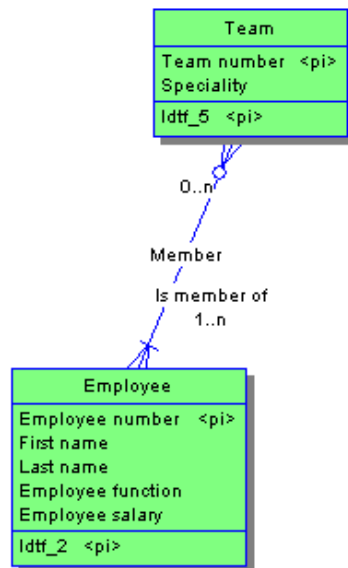 Team
Team number <pi>
Speciality
Idtf_5 <pi>
0..n
Member
Is member of
1..n
Employee
Employee number <pi>
First name
Last name
Employee function
Employee salary
Idtf_2 <pi>